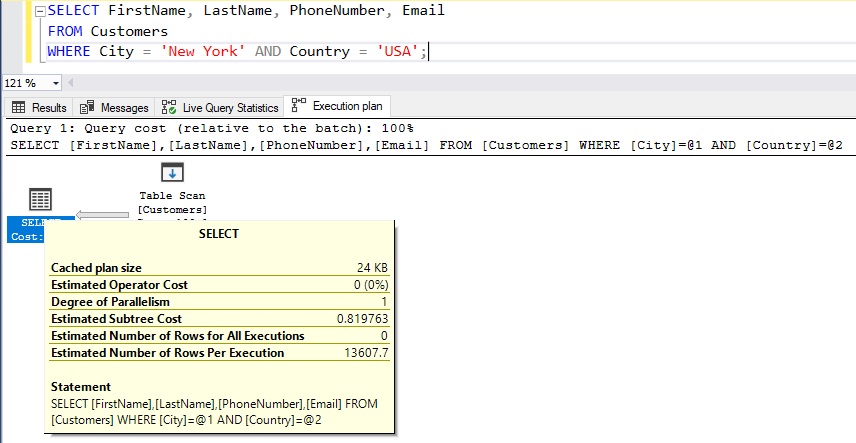 SELECT FirstName, LastName, PhoneNumber, Email
FROM Customers
WHERE City = 'New York' AND Country = 'USA';
121 %
Results Messages Live Query Statistics Execution plan
Query 1: Query cost (relative to the batch): 100%
SELECT [FirstName],[LastName],[PhoneNumber],[Email] FROM [Customers] WHERE [City]=@1 AND [Country]=@2
Table Scan
[Customers]
SELECT
Cost:
SELECT
Cached plan size 24 KB
Estimated Operator Cost 0 (0%)
Degree of Parallelism 1
Estimated Subtree Cost 0.819763
Estimated Number of Rows for All Executions 0
Estimated Number of Rows Per Execution 13607.7
Statement
SELECT [FirstName],[LastName],[PhoneNumber],[Email] FROM
[Customers] WHERE [City]=@1 AND [Country]=@2